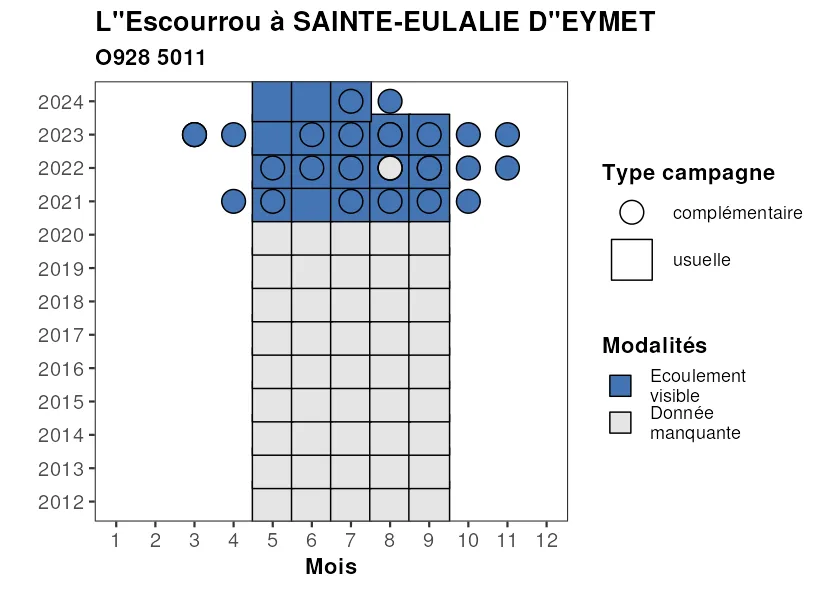 L"Escourrou à SAINTE-EULALIE D"EYMET
O928 5011
2024
2023
2022
2021
2020
2019
2018
2017
2016
2015
2014
2013
2012
1 2 3 4 5 6 7 8 9 10 11 12
Mois
Type campagne
complémentaire
usuelle
Modalités
Ecoulement
visible
Donnée
manquante